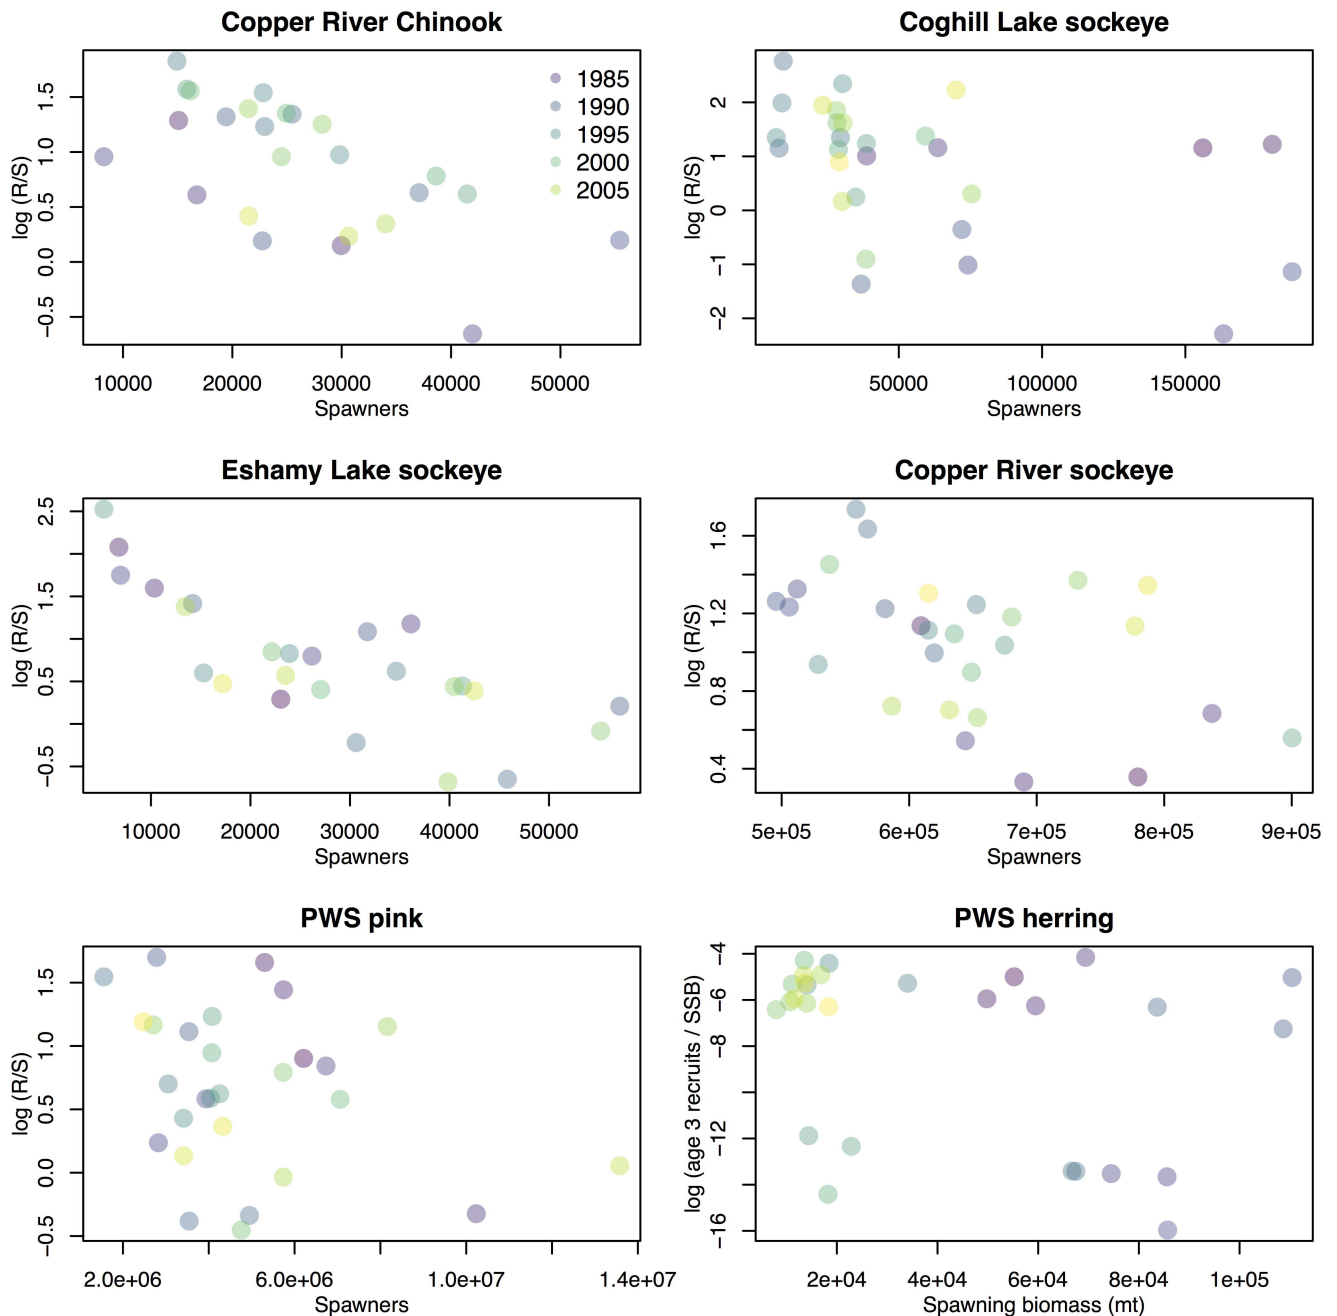 Copper River Chinook
log (R/S)
1.5
1.0
0.5
0.0
−0.5
1985
1990
1995
2000
2005
10000 20000 30000 40000 50000
Spawners
Coghill Lake sockeye
log (R/S)
2
1
0
−1
−2
50000 100000 150000
Spawners
Eshamy Lake sockeye
log (R/S)
2.5
1.5
0.5
−0.5
10000 20000 30000 40000 50000
Spawners
Copper River sockeye
log (R/S)
1.6
1.2
0.8
0.4
5e+05 6e+05 7e+05 8e+05 9e+05
Spawners
PWS pink
log (R/S)
1.5
1.0
0.5
0.0
−0.5
2.0e+06 6.0e+06 1.0e+07 1.4e+07
Spawners
PWS herring
log (age 3 recruits / SSB)
−4
−6
−8
−12
−16
2e+04 4e+04 6e+04 8e+04 1e+05
Spawning biomass (mt)